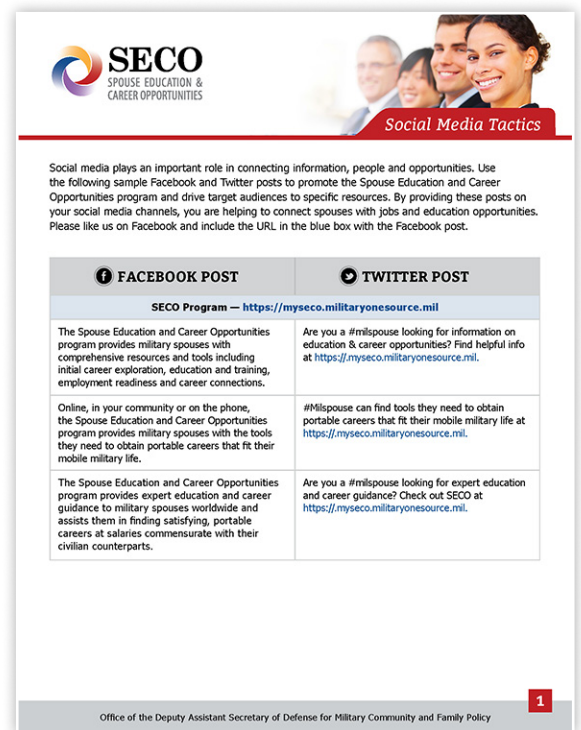 SECO
SPOUSE EDUCATION &
CAREER OPPORTUNITIES
Social Media Tactics
Social media plays an important role in connecting information, people and opportunities. Use
the following sample Facebook and Twitter posts to promote the Spouse Education and Career
Opportunities program and drive target audiences to specific resources. By providing these posts on
your social media channels, you are helping to connect spouses with jobs and education opportunities.
Please like us on Facebook and include the URL in the blue box with the Facebook post.
FACEBOOK POST
TWITTER POST
SECO Program — https://myseco.militaryonesource.mil
The Spouse Education and Career Opportunities
program provides military spouses with
comprehensive resources and tools including
initial career exploration, education and training,
employment readiness and career connections.
Are you a #milspouse looking for information on
education & career opportunities? Find helpful info
at https://.myseco.militaryonesource.mil.
Online, in your community or on the phone,
the Spouse Education and Career Opportunities
program provides military spouses with the tools
they need to obtain portable careers that fit their
mobile military life.
#Milspouse can find tools they need to obtain
portable careers that fit their mobile military life at
https://.myseco.militaryonesource.mil.
The Spouse Education and Career Opportunities
program provides expert education and career
guidance to military spouses worldwide and
assists them in finding satisfying, portable
careers at salaries commensurate with their
civilian counterparts.
Are you a #milspouse looking for expert education
and career guidance? Check out SECO at
https://.myseco.militaryonesource.mil.
1
Office of the Deputy Assistant Secretary of Defense for Military Community and Family Policy